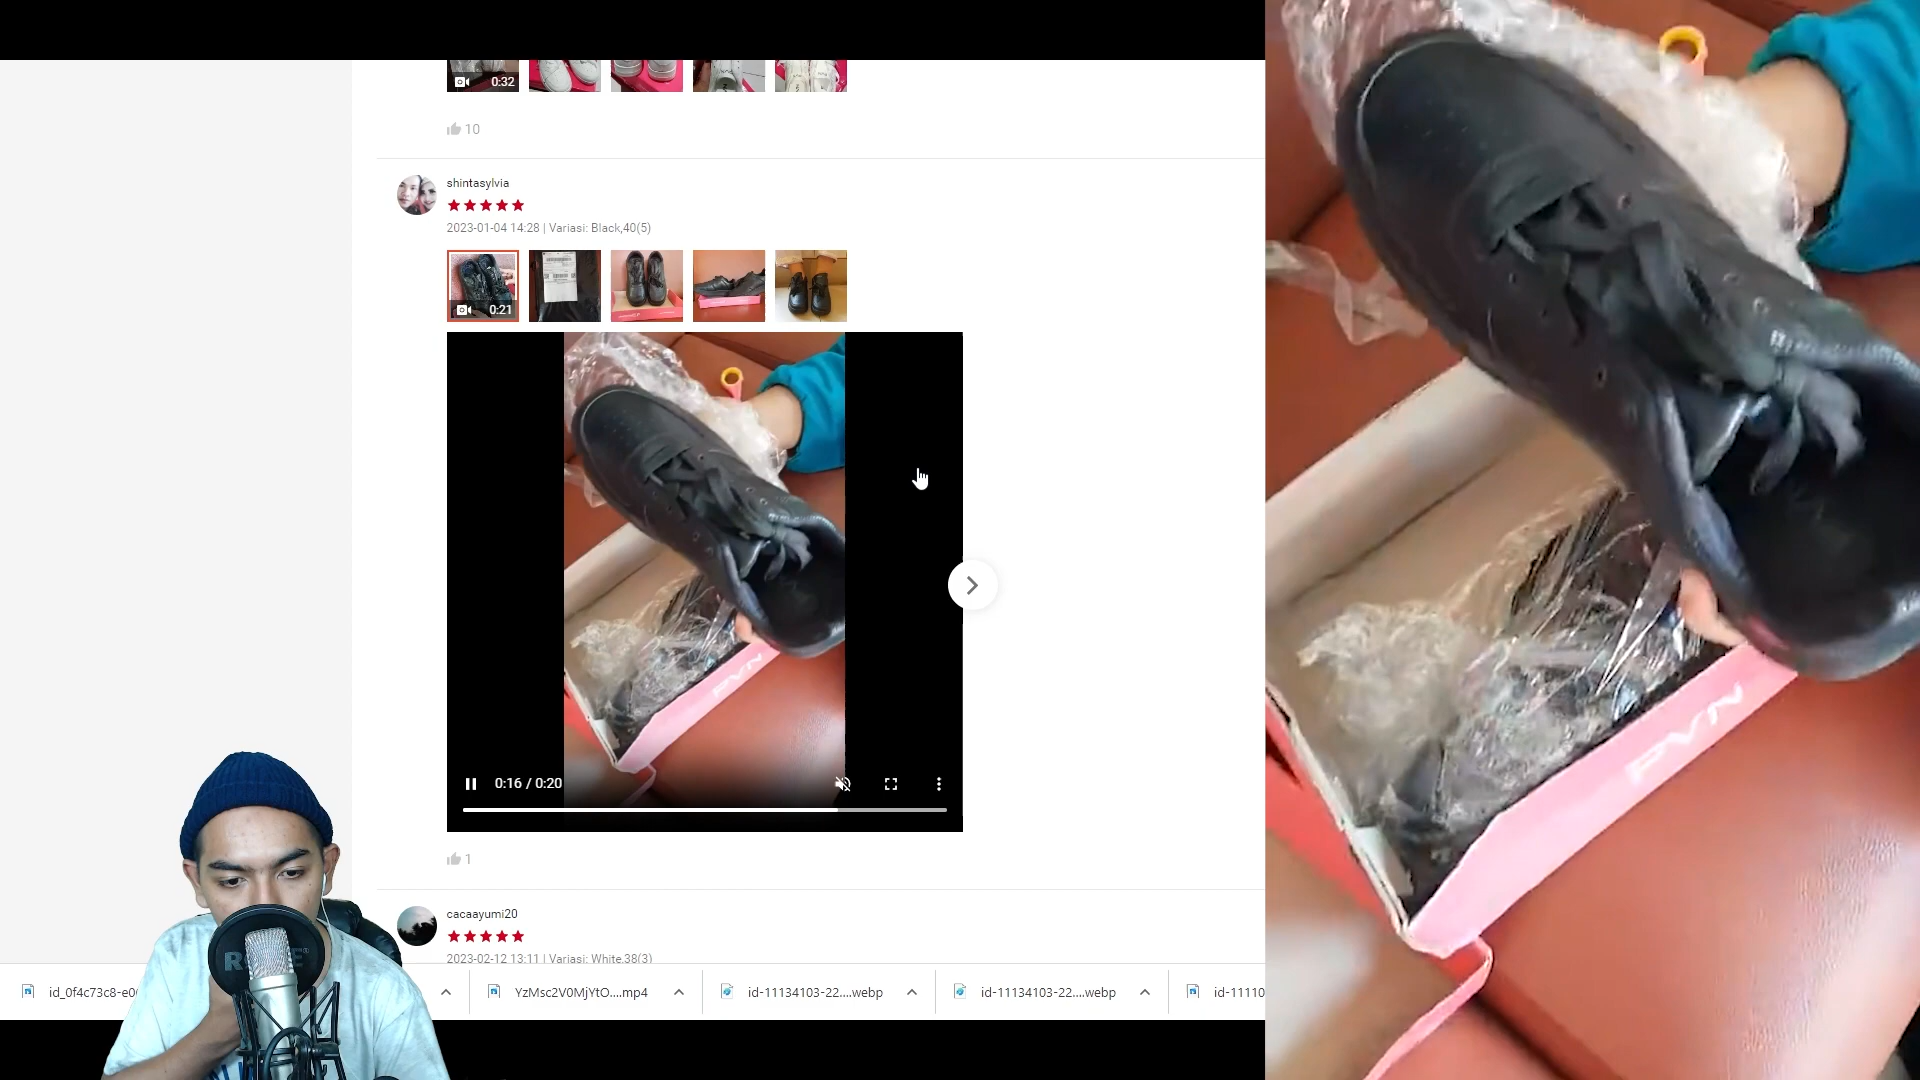 0:32
10
shintasylvia
2023-01-04 14:28 | Variasi: Black,40(5)
0:21
PVN
0:16 / 0:20
1
cacaayumi20
2023-02-12 13:11 | Variasi: White,38(3)
YzMsc2V0MjYtO....mp4
id-11134103-22....webp
id-11134103-22....webp
id-11110
PVN